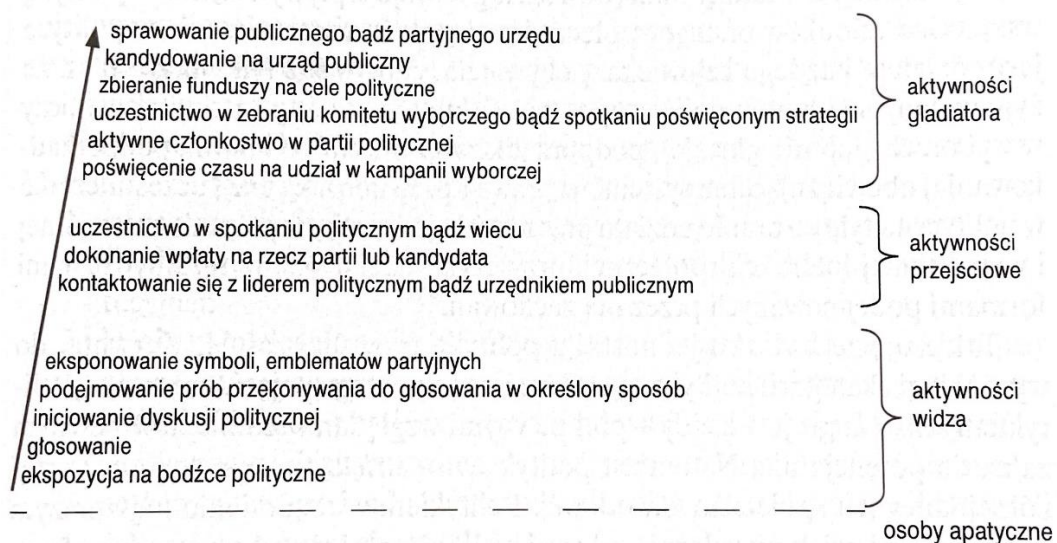 sprawowanie publicznego bądź partyjnego urzędu
kandydowanie na urząd publiczny
zbieranie funduszy na cele polityczne
uczestnictwo w zebraniu komitetu wyborczego bądź spotkaniu poświęconym strategii
aktywne członkostwo w partii politycznej
poświęcenie czasu na udział w kampanii wyborczej
aktywności
gladiatora
uczestnictwo w spotkaniu politycznym bądź wiecu
dokonanie wpłaty na rzecz partii lub kandydata
kontaktowanie się z liderem politycznym bądź urzędnikiem publicznym
aktywności
przejściowe
eksponowanie symboli, emblematów partyjnych
podejmowanie prób przekonywania do głosowania w określony sposób
inicjowanie dyskusji politycznej
głosowanie
ekspozycja na bodźce polityczne
aktywności
widza
osoby apatyczne